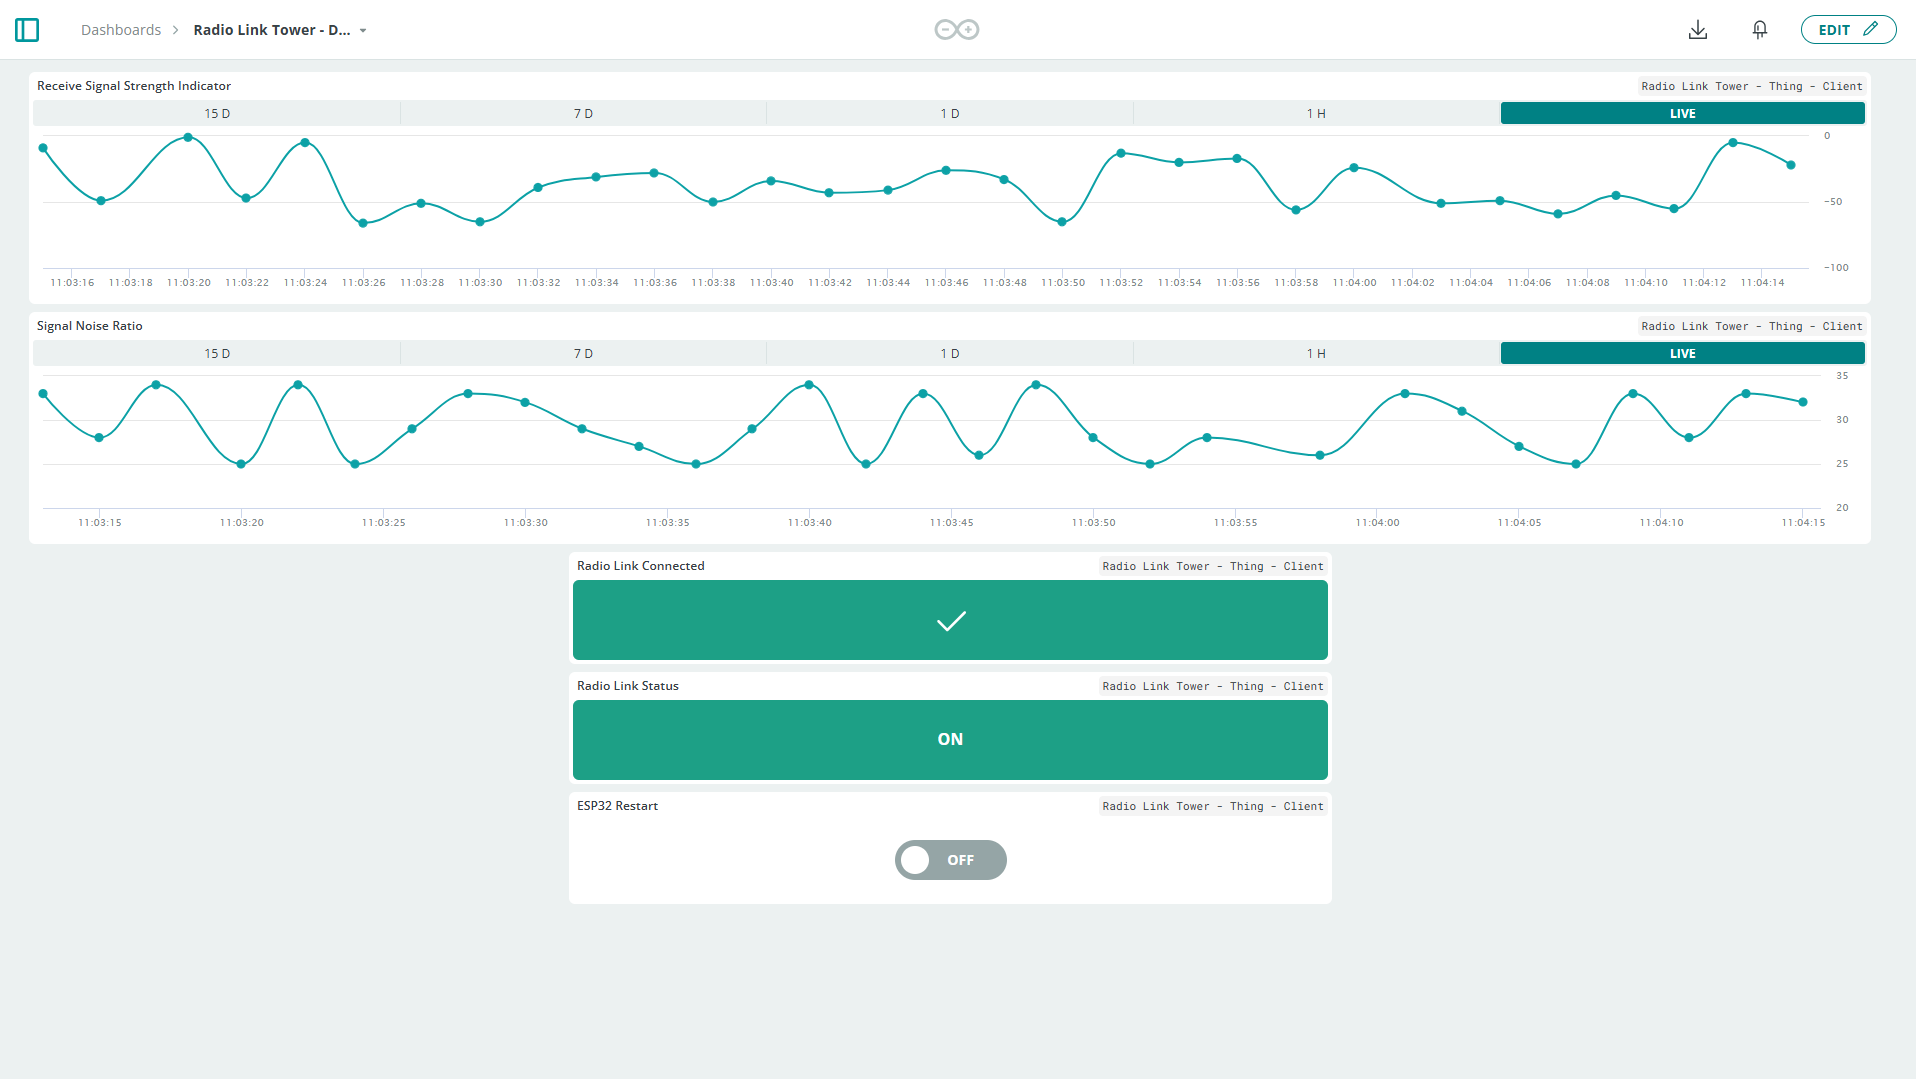 Dashboards > Radio Link Tower - D...
EDIT
Receive Signal Strength Indicator
Radio Link Tower - Thing - Client
15 D 7 D 1 D 1 H LIVE
0
-50
-100
11:03:16 11:03:18 11:03:20 11:03:22 11:03:24 11:03:26 11:03:28 11:03:30 11:03:32 11:03:34 11:03:36 11:03:38 11:03:40 11:03:42 11:03:44 11:03:46 11:03:48 11:03:50 11:03:52 11:03:54 11:03:56 11:03:58 11:04:00 11:04:02 11:04:04 11:04:06 11:04:08 11:04:10 11:04:12 11:04:14
Signal Noise Ratio
Radio Link Tower - Thing - Client
15 D 7 D 1 D 1 H LIVE
35
30
25
20
11:03:15 11:03:20 11:03:25 11:03:30 11:03:35 11:03:40 11:03:45 11:03:50 11:03:55 11:04:00 11:04:05 11:04:10 11:04:15
Radio Link Connected
Radio Link Tower - Thing - Client
Radio Link Status
Radio Link Tower - Thing - Client
ON
ESP32 Restart
Radio Link Tower - Thing - Client
OFF